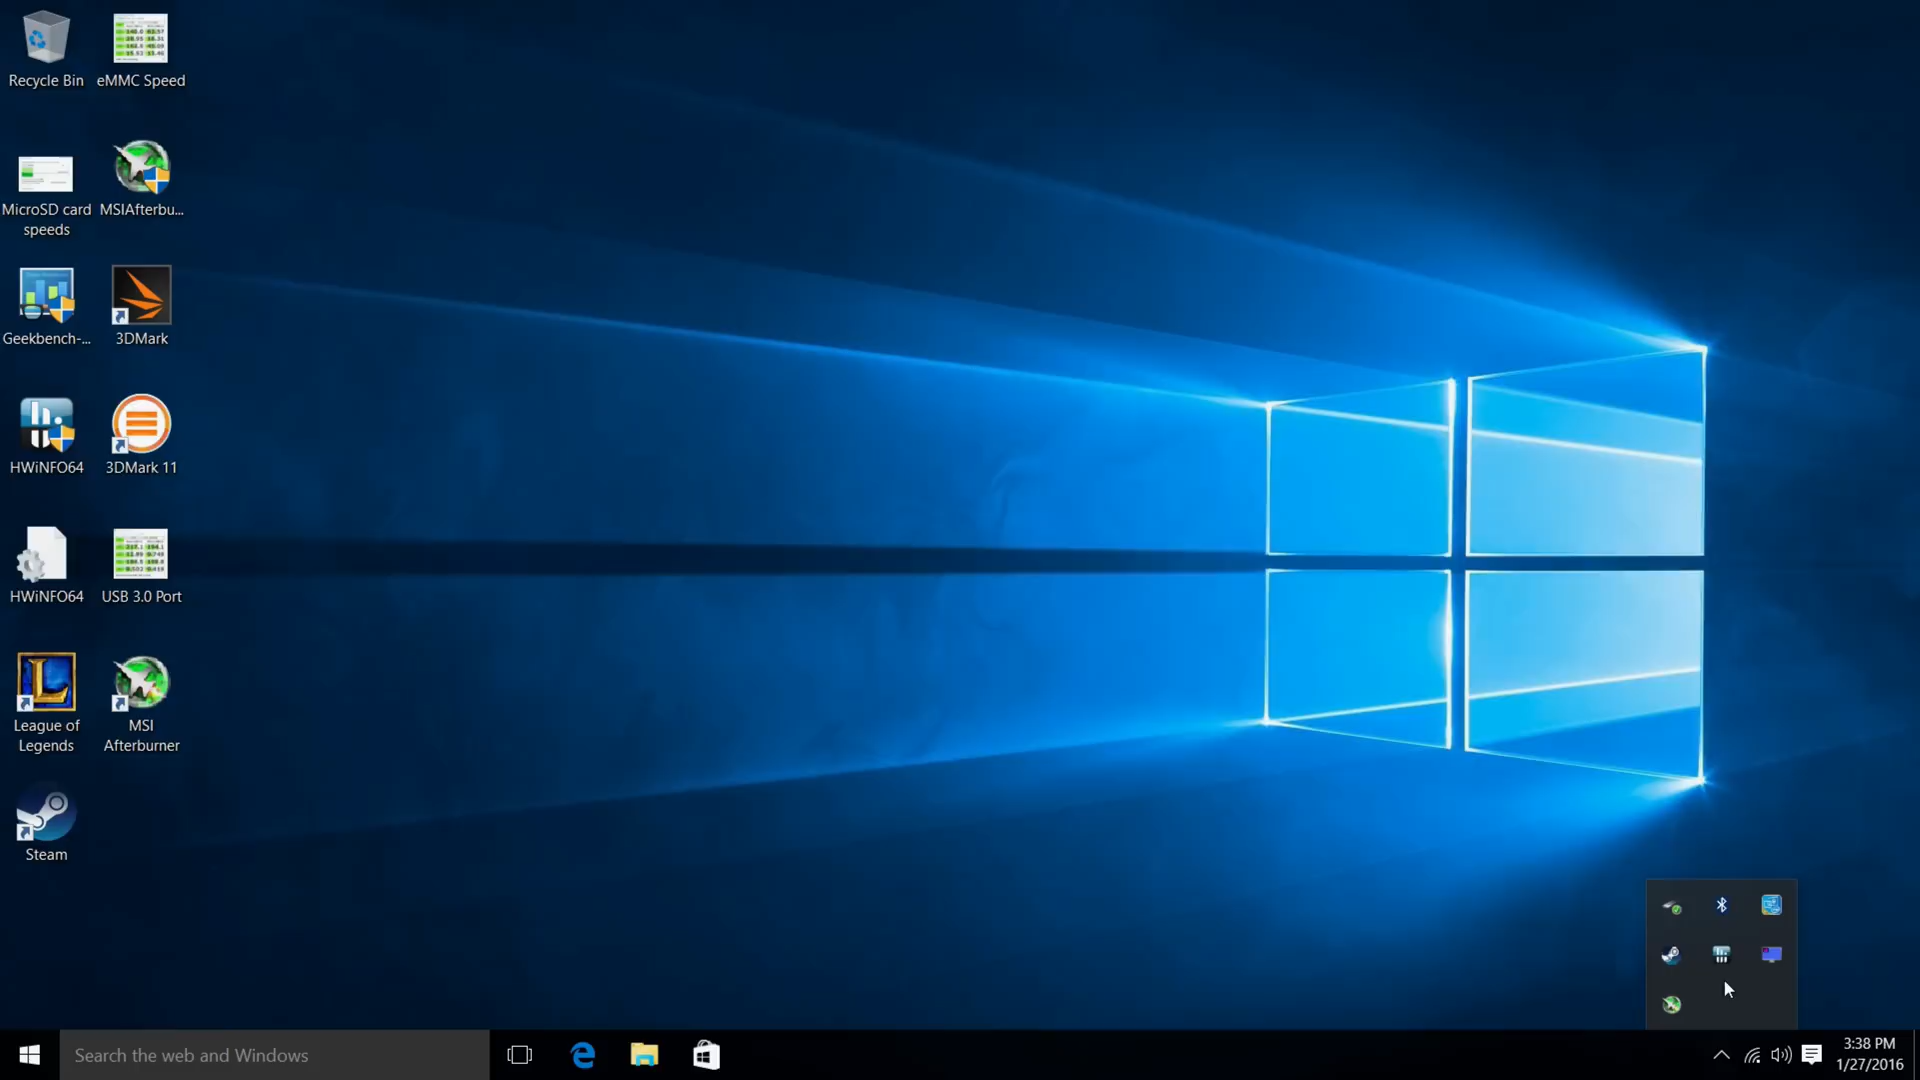 Recycle Bin
eMMC Speed
MicroSD card
speeds
MSIAfterbu...
Geekbench-...
3DMark
HWiNFO64
3DMark 11
HWiNFO64
USB 3.0 Port
League of
Legends
MSI
Afterburner
Steam
Search the web and Windows
3:38 PM
1/27/2016